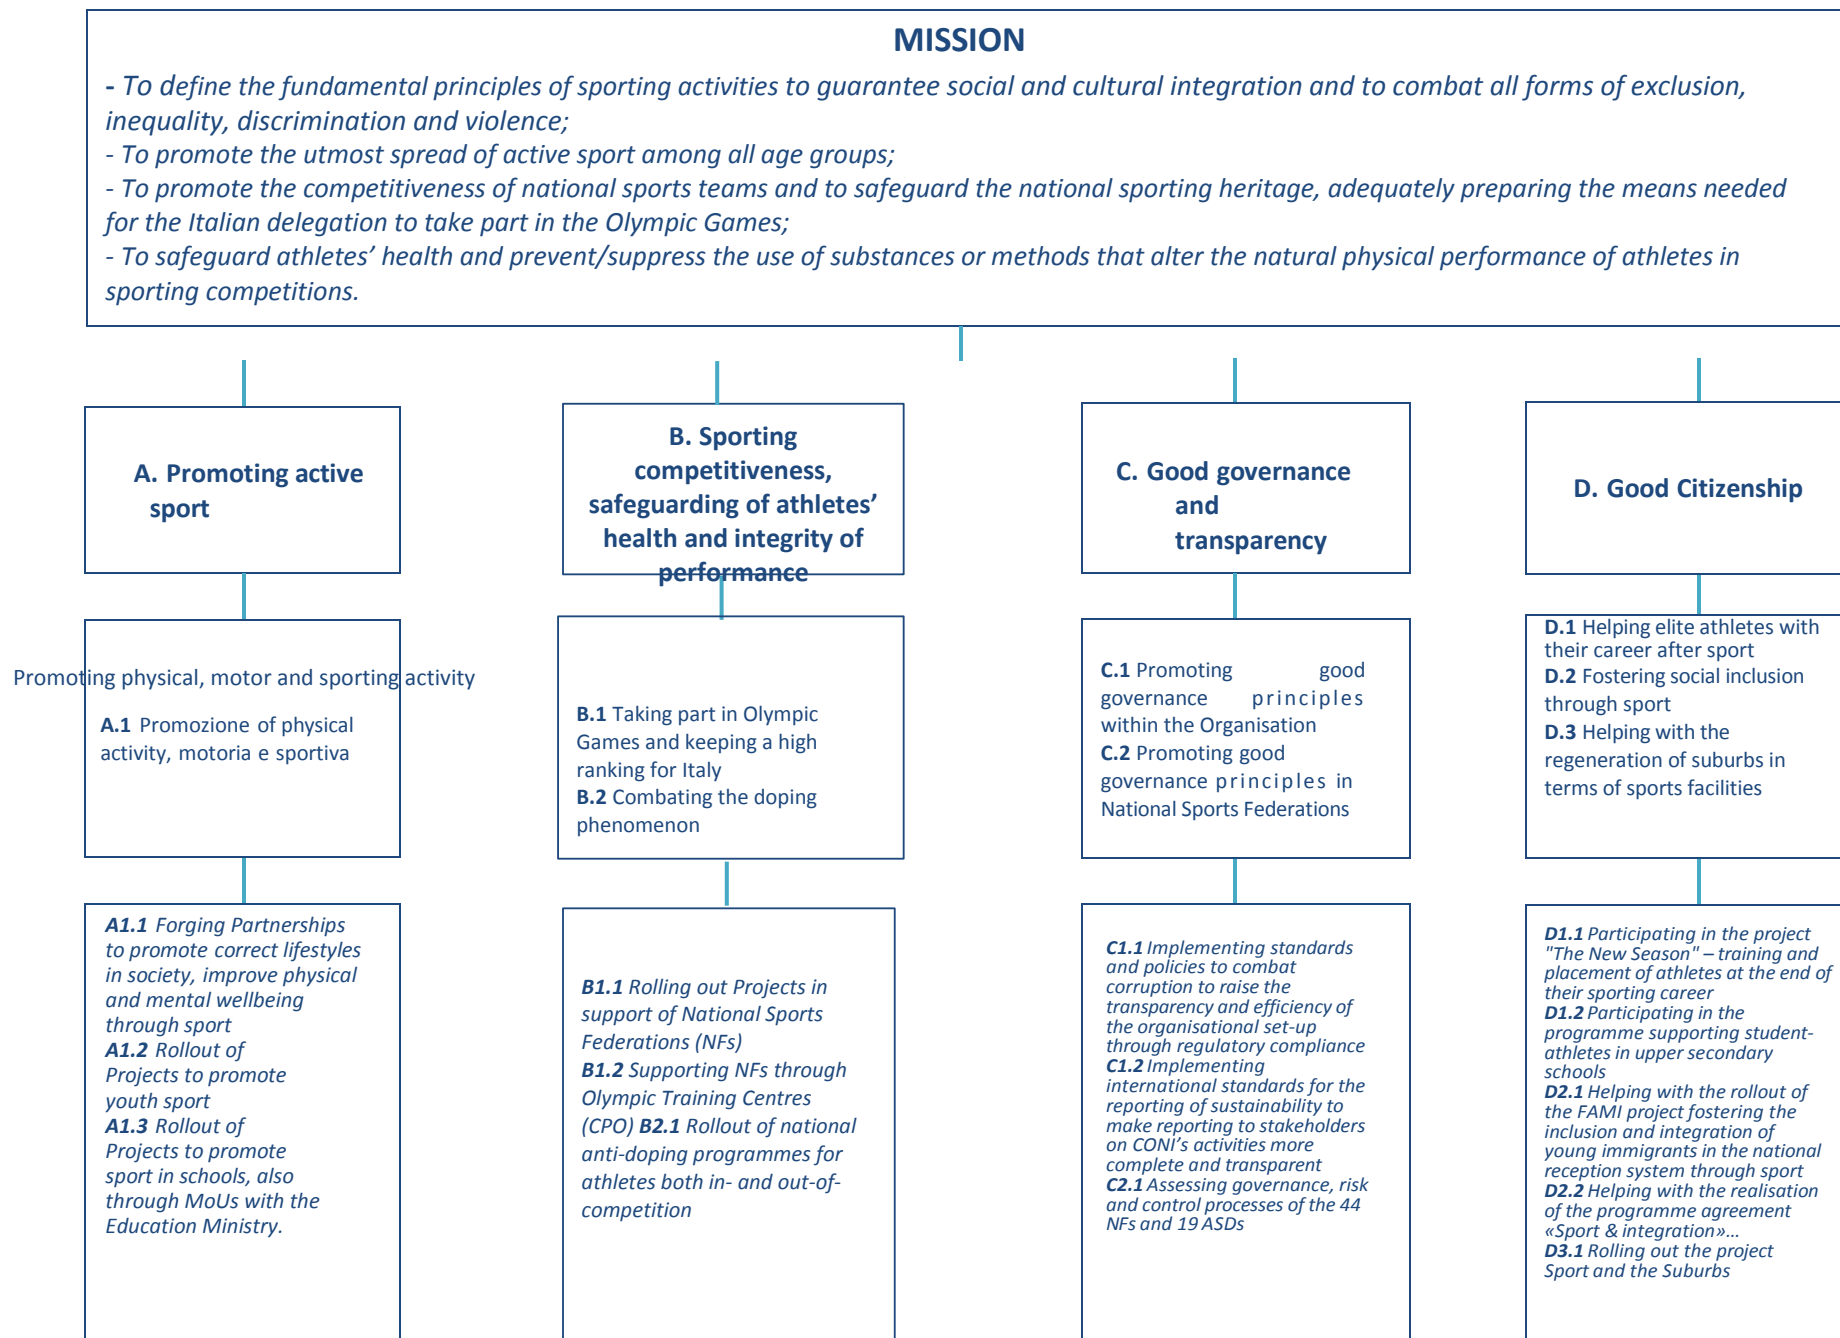 MISSION
- To define the fundamental principles of sporting activities to guarantee social and cultural integration and to combat all forms of exclusion,
inequality, discrimination and violence;
- To promote the utmost spread of active sport among all age groups;
- To promote the competitiveness of national sports teams and to safeguard the national sporting heritage, adequately preparing the means needed
for the Italian delegation to take part in the Olympic Games;
- To safeguard athletes’ health and prevent/suppress the use of substances or methods that alter the natural physical performance of athletes in
sporting competitions.
A. Promoting active
sport
Promoting physical, motor and sporting activity
A.1 Promozione of physical
activity, motoria e sportiva
A1.1 Forging Partnerships
to promote correct lifestyles
in society, improve physical
and mental wellbeing
through sport
A1.2 Rollout of
Projects to promote
youth sport
A1.3 Rollout of
Projects to promote
sport in schools, also
through MoUs with the
Education Ministry.
B. Sporting
competitiveness,
safeguarding of athletes’
health and integrity of
performance
B.1 Taking part in Olympic
Games and keeping a high
ranking for Italy
B.2 Combating the doping
phenomenon
B1.1 Rolling out Projects in
support of National Sports
Federations (NFs)
B1.2 Supporting NFs through
Olympic Training Centres
(CPO) B2.1 Rollout of national
anti-doping programmes for
athletes both in- and out-of-
competition
C. Good governance
and
transparency
C.1 Promoting good
governance principles
within the Organisation
C.2 Promoting good
governance principles in
National Sports Federations
C1.1 Implementing standards
and policies to combat
corruption to raise the
transparency and efficiency of
the organisational set-up
through regulatory compliance
C1.2 Implementing
international standards for the
reporting of sustainability to
make reporting to stakeholders
on CONI’s activities more
complete and transparent
C2.1 Assessing governance, risk
and control processes of the 44
NFs and 19 ASDs
D. Good Citizenship
D.1 Helping elite athletes with
their career after sport
D.2 Fostering social inclusion
through sport
D.3 Helping with the
regeneration of suburbs in
terms of sports facilities
D1.1 Participating in the project
"The New Season" – training and
placement of athletes at the end of
their sporting career
D1.2 Participating in the
programme supporting student-
athletes in upper secondary
schools
D2.1 Helping with the rollout of
the FAMI project fostering the
inclusion and integration of
young immigrants in the national
reception system through sport
D2.2 Helping with the realisation
of the programme agreement
«Sport & integration»…
D3.1 Rolling out the project
Sport and the Suburbs